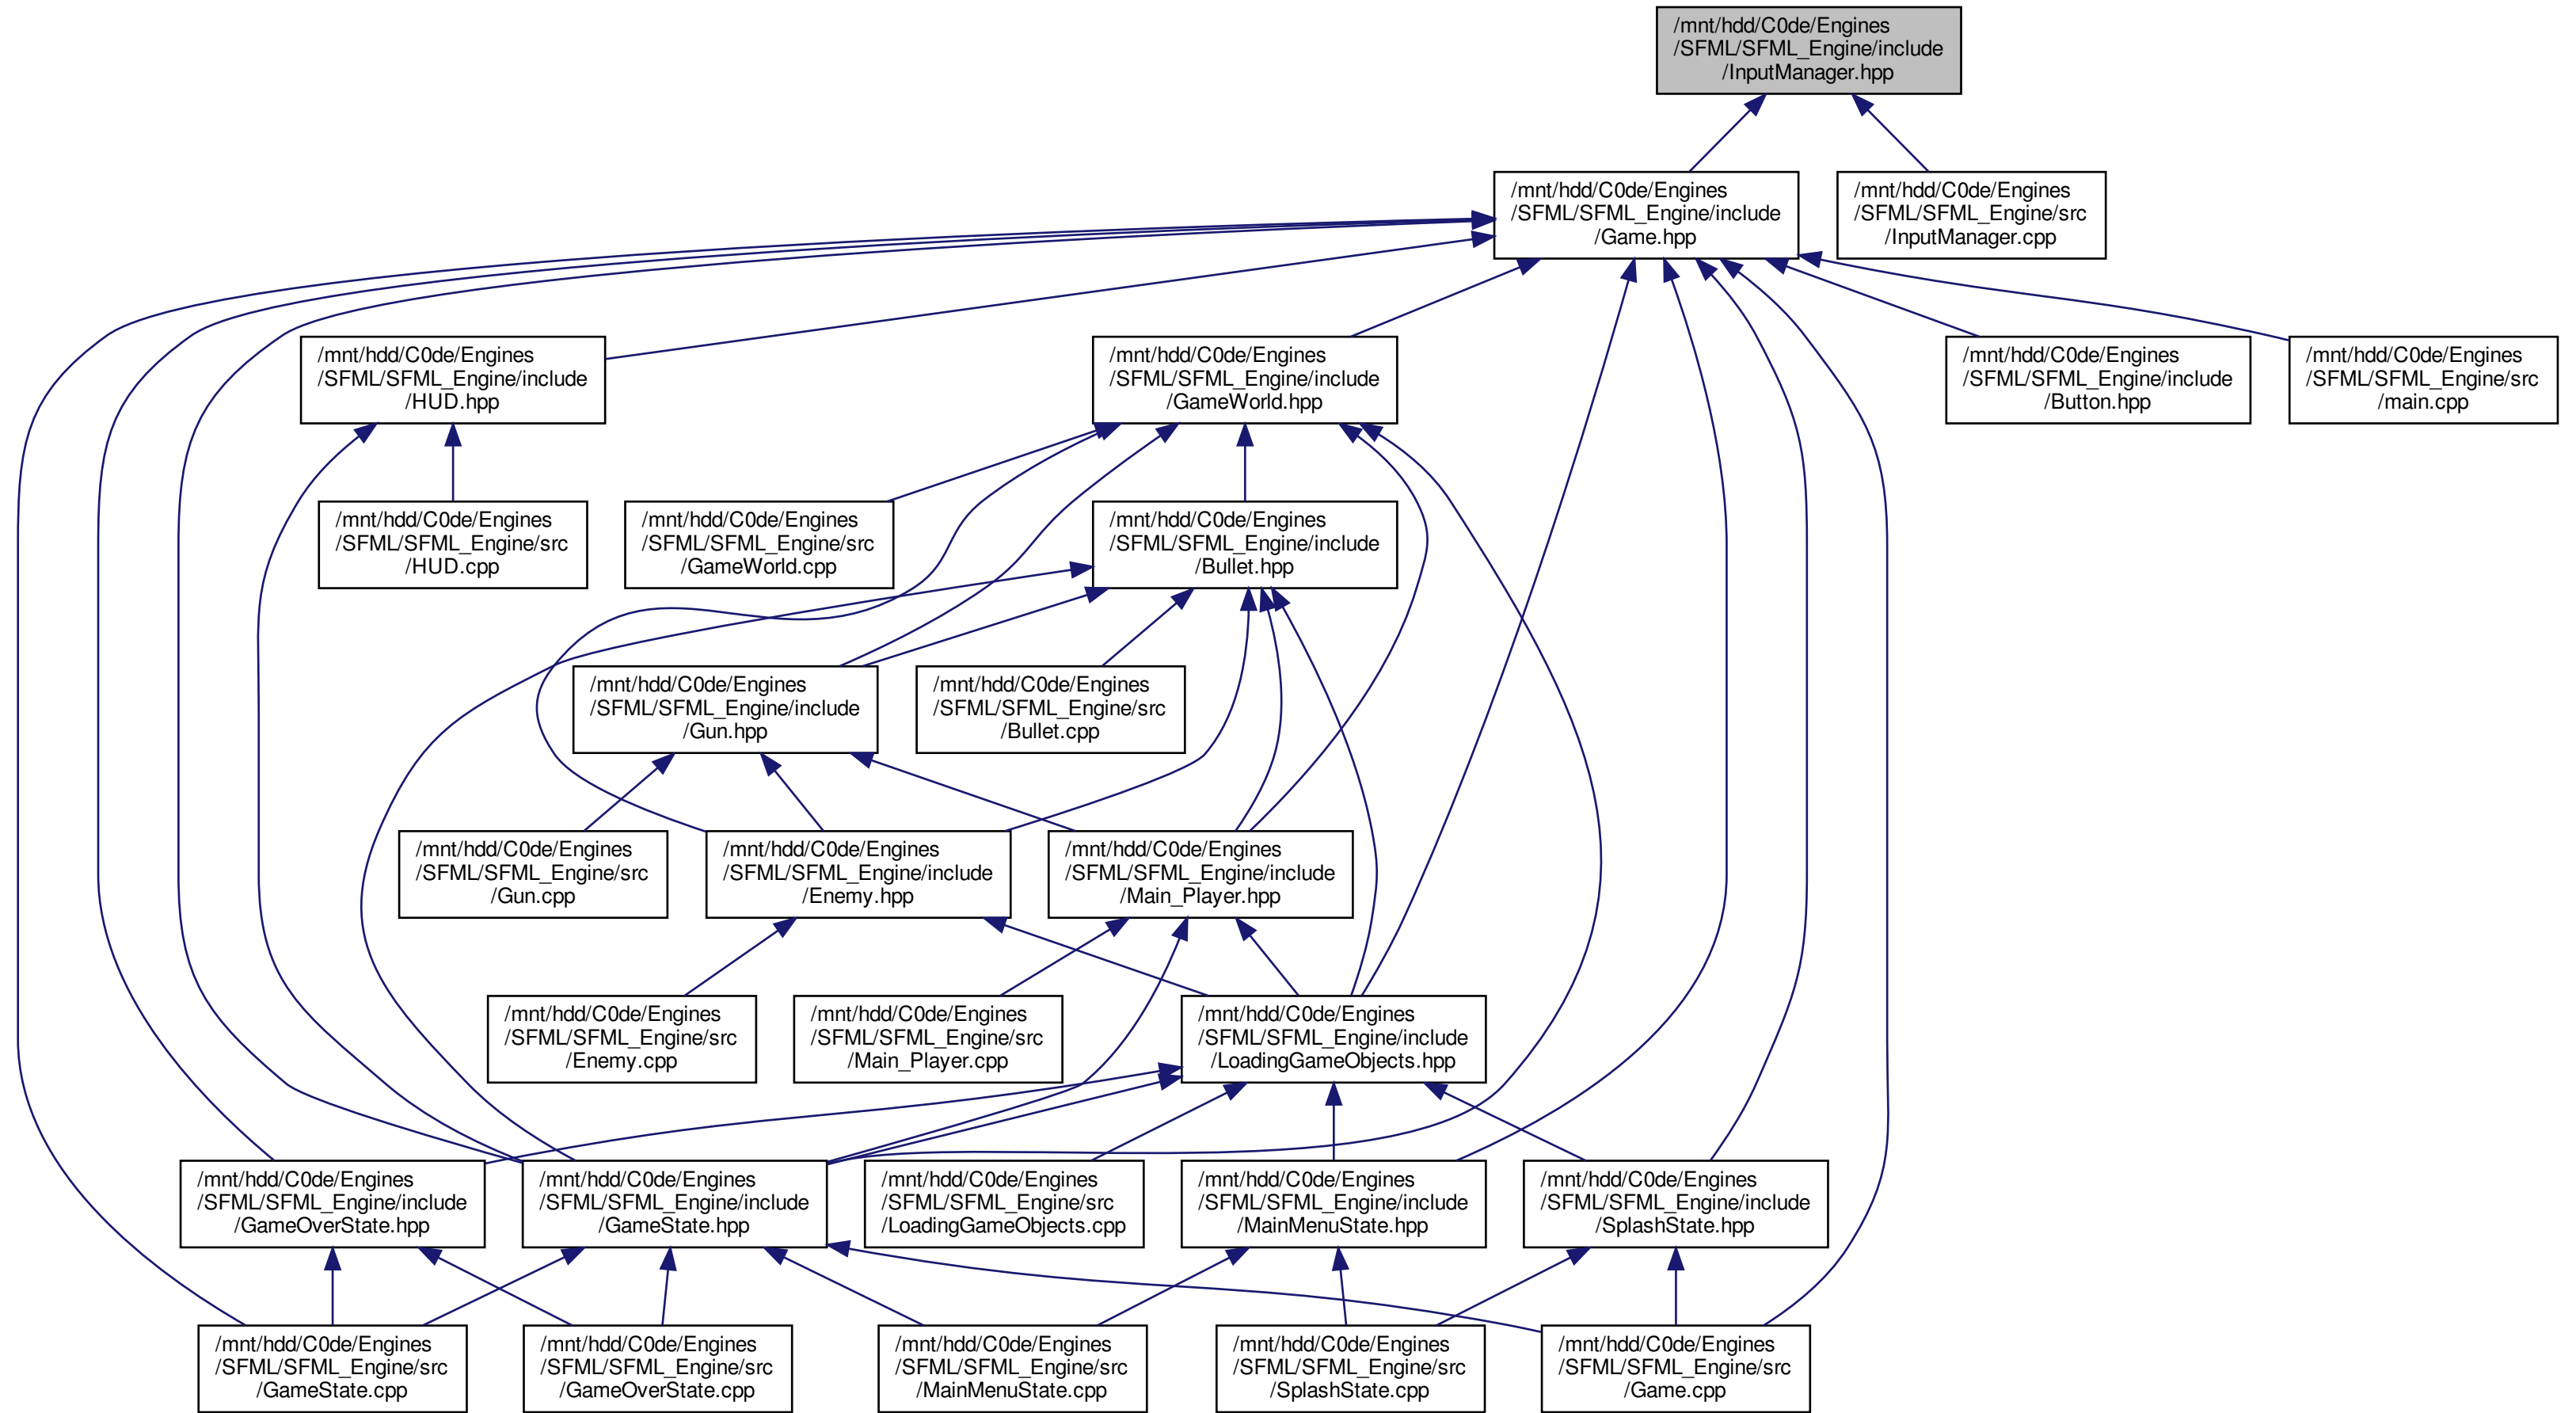 /mnt/hdd/C0de/Engines
/SFML/SFML_Engine/include
/InputManager.hpp
/mnt/hdd/C0de/Engines
/SFML/SFML_Engine/include
/Game.hpp
/mnt/hdd/C0de/Engines
/SFML/SFML_Engine/src
/InputManager.cpp
/mnt/hdd/C0de/Engines
/SFML/SFML_Engine/include
/HUD.hpp
/mnt/hdd/C0de/Engines
/SFML/SFML_Engine/include
/GameWorld.hpp
/mnt/hdd/C0de/Engines
/SFML/SFML_Engine/include
/Button.hpp
/mnt/hdd/C0de/Engines
/SFML/SFML_Engine/src
/main.cpp
/mnt/hdd/C0de/Engines
/SFML/SFML_Engine/src
/HUD.cpp
/mnt/hdd/C0de/Engines
/SFML/SFML_Engine/src
/GameWorld.cpp
/mnt/hdd/C0de/Engines
/SFML/SFML_Engine/include
/Bullet.hpp
/mnt/hdd/C0de/Engines
/SFML/SFML_Engine/include
/Gun.hpp
/mnt/hdd/C0de/Engines
/SFML/SFML_Engine/src
/Bullet.cpp
/mnt/hdd/C0de/Engines
/SFML/SFML_Engine/src
/Gun.cpp
/mnt/hdd/C0de/Engines
/SFML/SFML_Engine/include
/Enemy.hpp
/mnt/hdd/C0de/Engines
/SFML/SFML_Engine/include
/Main_Player.hpp
/mnt/hdd/C0de/Engines
/SFML/SFML_Engine/src
/Enemy.cpp
/mnt/hdd/C0de/Engines
/SFML/SFML_Engine/src
/Main_Player.cpp
/mnt/hdd/C0de/Engines
/SFML/SFML_Engine/include
/LoadingGameObjects.hpp
/mnt/hdd/C0de/Engines
/SFML/SFML_Engine/include
/GameOverState.hpp
/mnt/hdd/C0de/Engines
/SFML/SFML_Engine/include
/GameState.hpp
/mnt/hdd/C0de/Engines
/SFML/SFML_Engine/src
/LoadingGameObjects.cpp
/mnt/hdd/C0de/Engines
/SFML/SFML_Engine/include
/MainMenuState.hpp
/mnt/hdd/C0de/Engines
/SFML/SFML_Engine/include
/SplashState.hpp
/mnt/hdd/C0de/Engines
/SFML/SFML_Engine/src
/GameState.cpp
/mnt/hdd/C0de/Engines
/SFML/SFML_Engine/src
/GameOverState.cpp
/mnt/hdd/C0de/Engines
/SFML/SFML_Engine/src
/MainMenuState.cpp
/mnt/hdd/C0de/Engines
/SFML/SFML_Engine/src
/SplashState.cpp
/mnt/hdd/C0de/Engines
/SFML/SFML_Engine/src
/Game.cpp